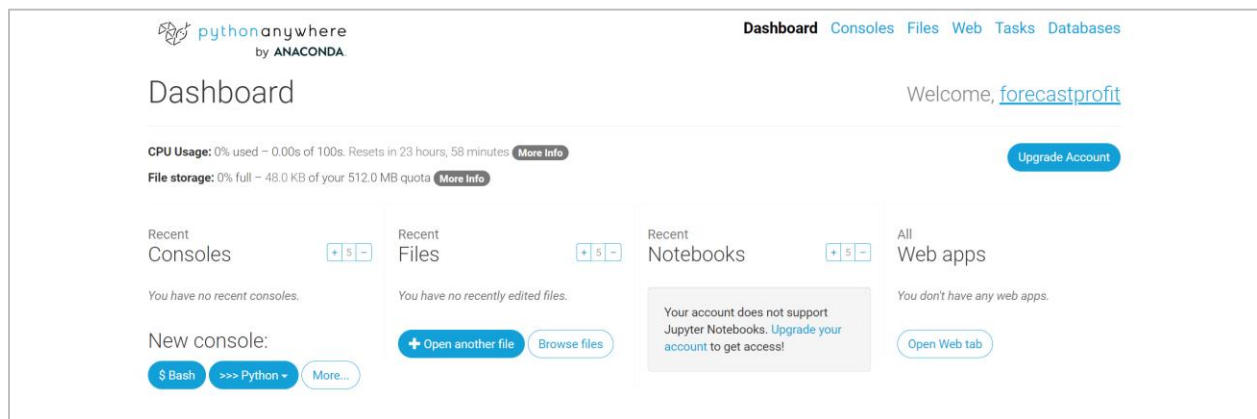 pythonanywhere
by ANACONDA.
Dashboard Consoles Files Web Tasks Databases
Dashboard
Welcome, forecastprofit
CPU Usage: 0% used – 0.00s of 100s. Resets in 23 hours, 58 minutes More Info
File storage: 0% full – 48.0 KB of your 512.0 MB quota More Info
Upgrade Account
Recent
Consoles
+ 5 −
You have no recent consoles.
New console:
$ Bash >>> Python More...
Recent
Files
+ 5 −
You have no recently edited files.
+ Open another file Browse files
Recent
Notebooks
+ 5 −
Your account does not support
Jupyter Notebooks. Upgrade your
account to get access!
All
Web apps
You don't have any web apps.
Open Web tab